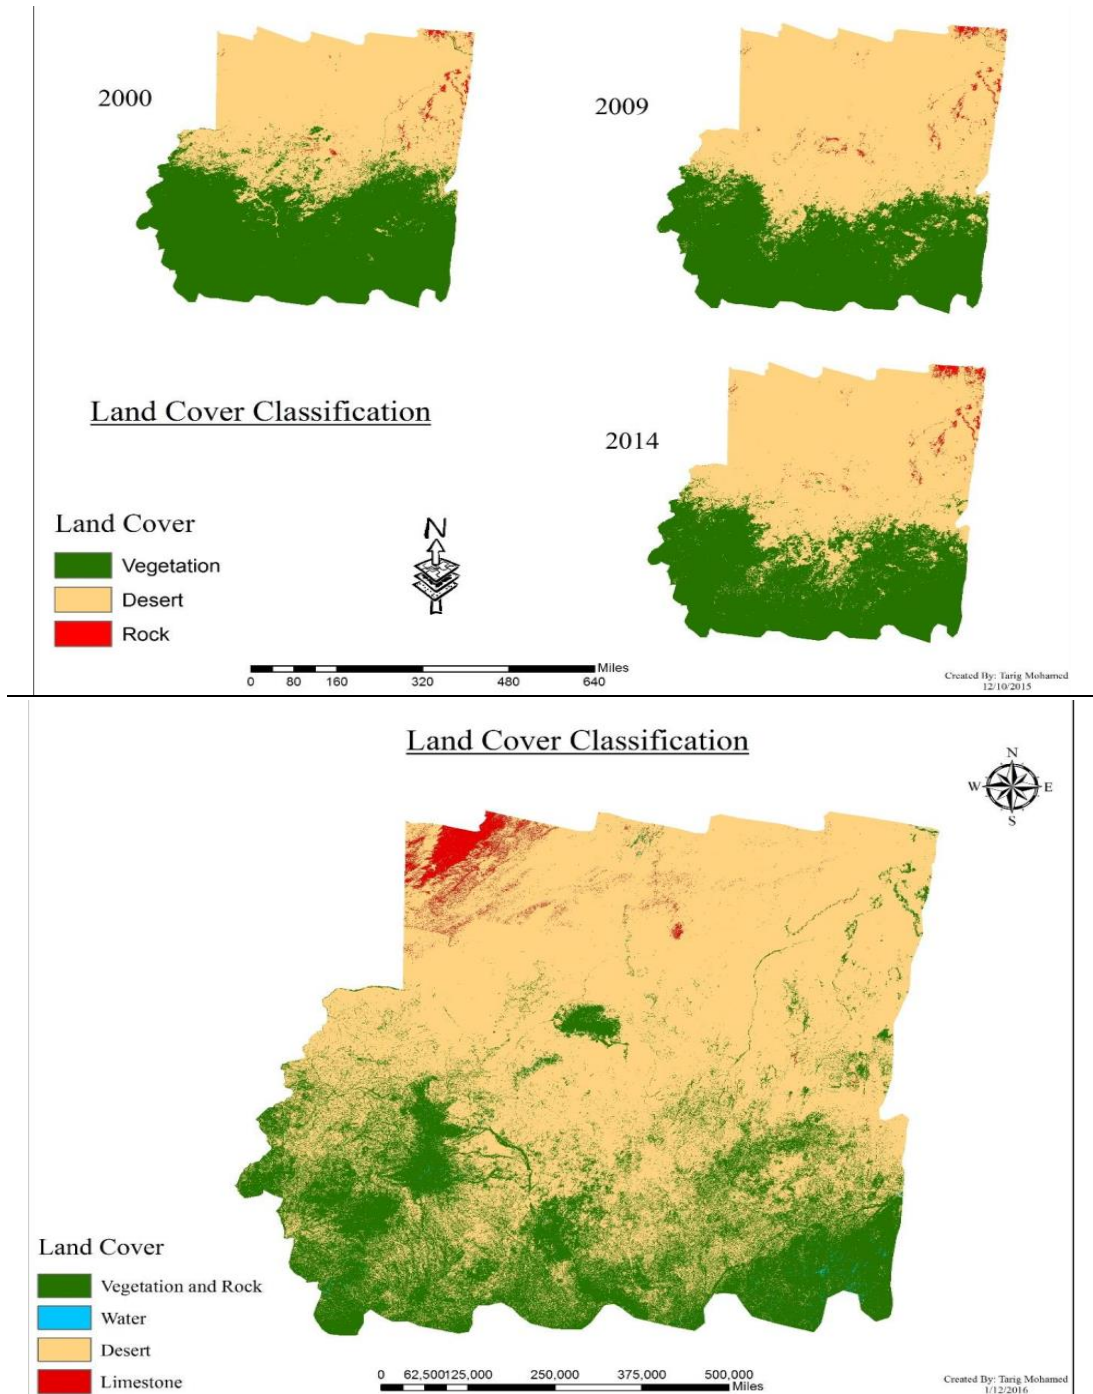 2000
2009
Land Cover Classification
2014
Land Cover
Vegetation
Desert
Rock
N
Miles
0 80 160 320 480 640
Created By: Tarig Mohamed
12/10/2015
Land Cover Classification
N
W E
S
Land Cover
Vegetation and Rock
Water
Desert
Limestone
0 62,500125,000 250,000 375,000 500,000
Miles
Created By: Tarig Mohamed
1/12/2016